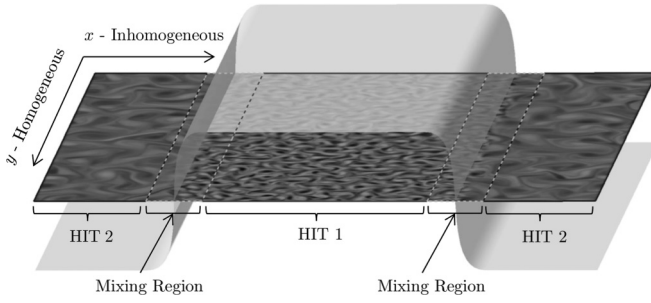 x - Inhomogeneous
y - Homogeneous
HIT 2
HIT 1
HIT 2
Mixing Region
Mixing Region